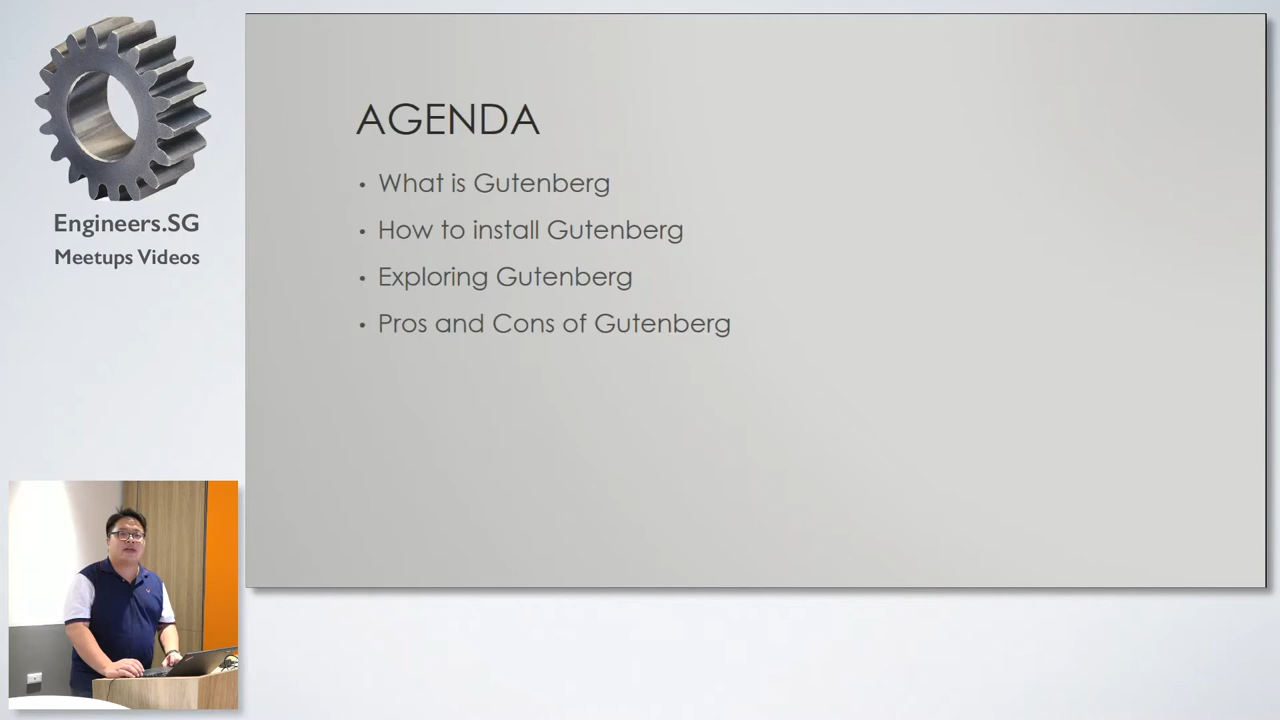 Engineers.SG
Meetups Videos
AGENDA
• What is Gutenberg
• How to install Gutenberg
• Exploring Gutenberg
• Pros and Cons of Gutenberg